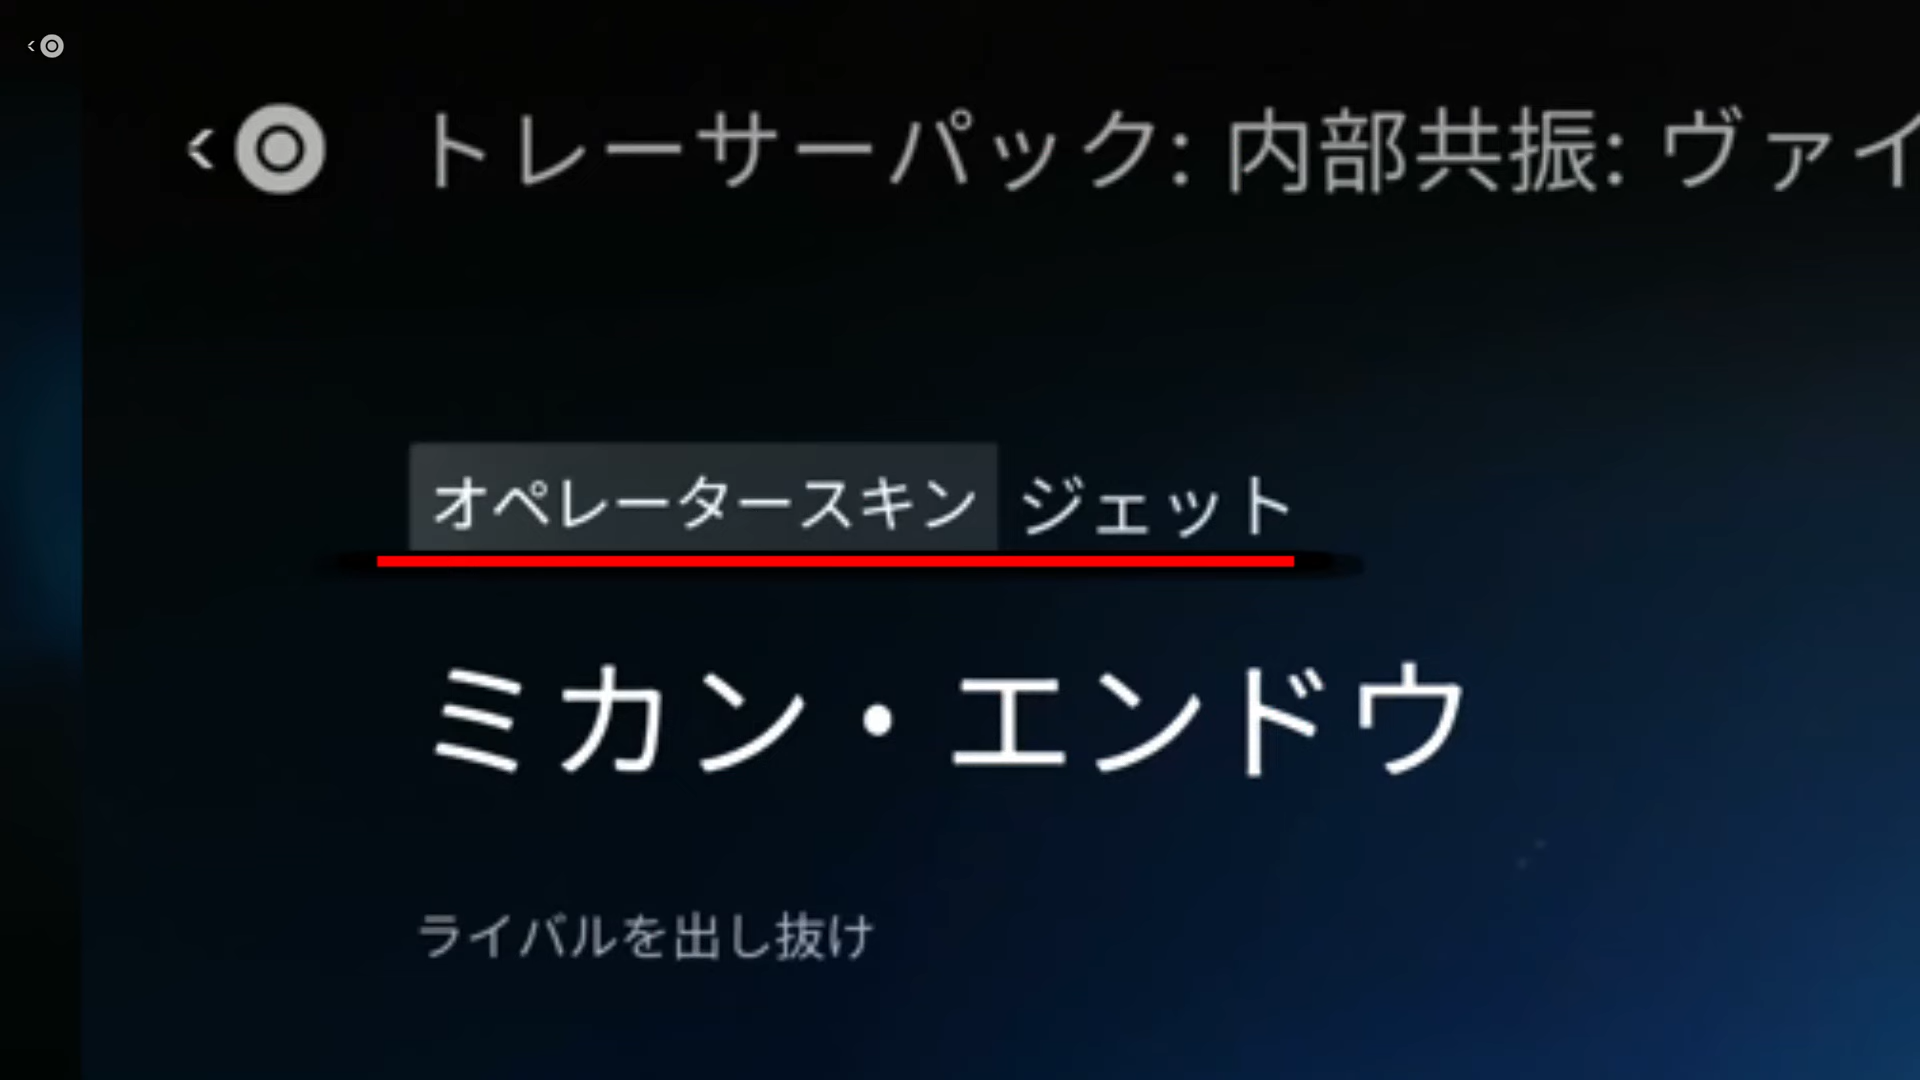 トレーサーパック: 内部共振: ヴァイ
オペレータースキン ジェット
ミカン・エンドウ
ライバルを出し抜け